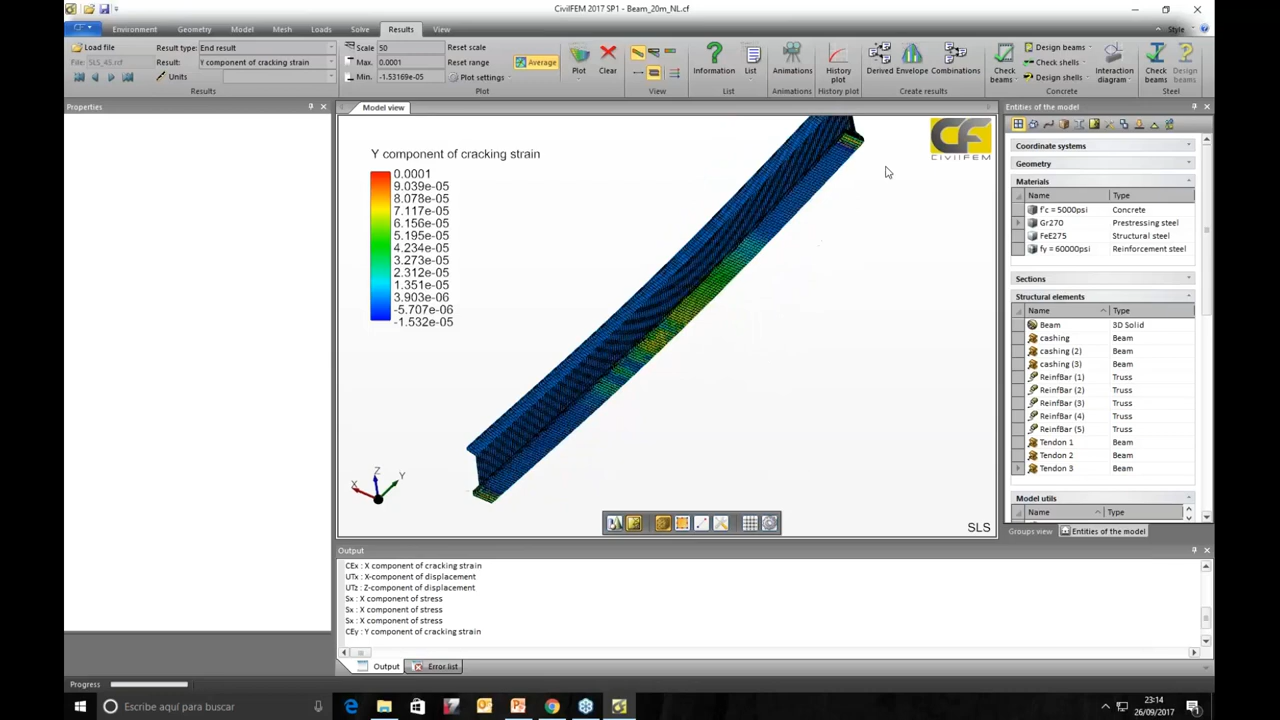 CivilFEM 2017 SP1 - Beam_20m_NL.cf
Environment Geometry Model Mesh Loads Solve Results View Style
Load file
File: SLS_45.rcf
Result type: End result
Result: Y component of cracking strain
Units
Results
Scale 50
Max. 0.0001
Min. -1.53169e-05
Reset scale
Reset range
Plot settings
Average
Plot
Clear
Plot
View
Information
List
List
Animations
Animations
History plot
History plot
Derived
Envelope
Combinations
Create results
Check beams
Design beams
Check shells
Design shells
Interaction diagram
Concrete
Check beams
Design beams
Steel
Properties
Model view
Y component of cracking strain
0.0001
9.039e-05
8.078e-05
7.117e-05
6.156e-05
5.195e-05
4.234e-05
3.273e-05
2.312e-05
1.351e-05
3.903e-06
-5.707e-06
-1.532e-05
CF
CIVILFEM
X Y Z
SLS
Entities of the model
Coordinate systems
Geometry
Materials
Name Type
f'c = 5000psi Concrete
Gr270 Prestressing steel
FeE275 Structural steel
fy = 60000psi Reinforcement steel
Sections
Structural elements
Name Type
Beam 3D Solid
cashing Beam
cashing (2) Beam
cashing (3) Beam
ReinfBar (1) Truss
ReinfBar (2) Truss
ReinfBar (3) Truss
ReinfBar (4) Truss
ReinfBar (5) Truss
Tendon 1 Beam
Tendon 2 Beam
Tendon 3 Beam
Model utils
Name Type
Groups view Entities of the model
Output
CEx : X component of cracking strain
UTx : X-component of displacement
UTz : Z-component of displacement
Sx : X component of stress
Sx : X component of stress
Sx : X component of stress
CEy : Y component of cracking strain
Output Error list
Progress
Escribe aquí para buscar
23:14
26/09/2017